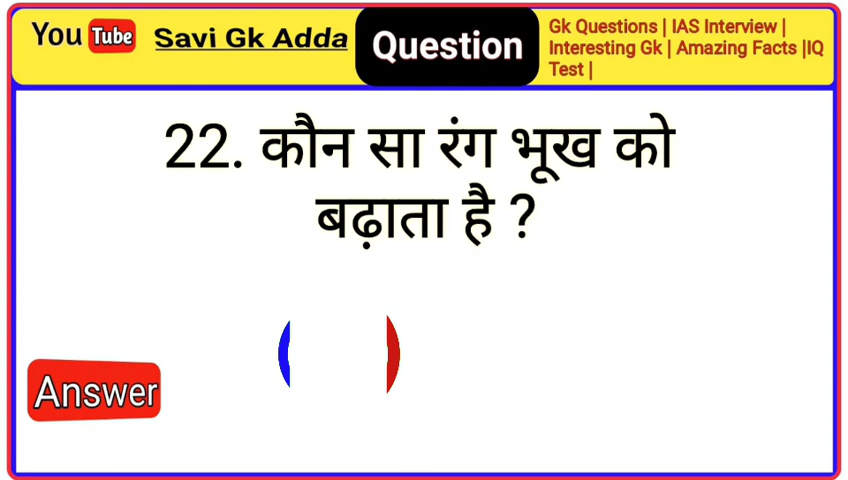 You Tube Savi Gk Adda Question
Gk Questions | IAS Interview |
Interesting Gk | Amazing Facts |IQ
Test |
22. कौन सा रंग भूख को
बढ़ाता है ?
Answer